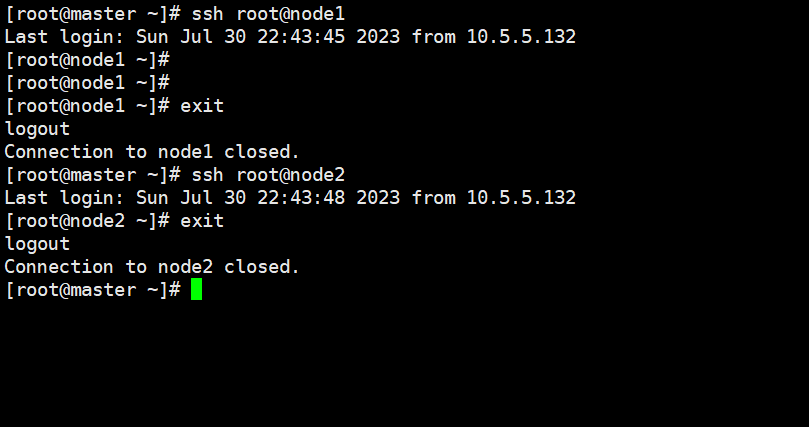 [root@master ~]# ssh root@node1
Last login: Sun Jul 30 22:43:45 2023 from 10.5.5.132
[root@node1 ~]#
[root@node1 ~]#
[root@node1 ~]# exit
logout
Connection to node1 closed.
[root@master ~]# ssh root@node2
Last login: Sun Jul 30 22:43:48 2023 from 10.5.5.132
[root@node2 ~]# exit
logout
Connection to node2 closed.
[root@master ~]#